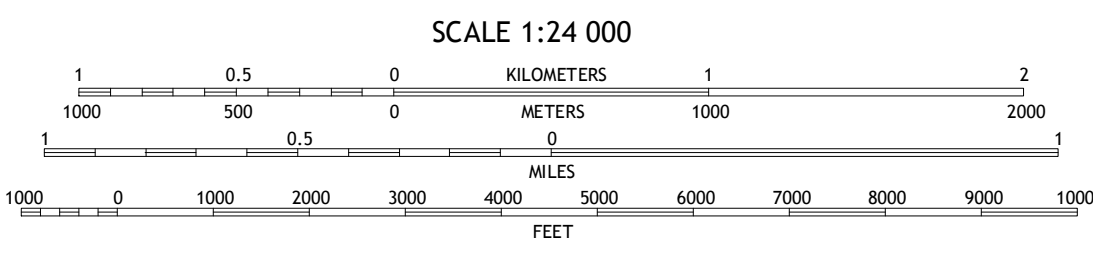 SCALE 1:24 000
1 0.5 0 KILOMETERS 1 2
1000 500 0 METERS 1000 2000
1 0.5 0 1
MILES
1000 0 1000 2000 3000 4000 5000 6000 7000 8000 9000 1000
FEET